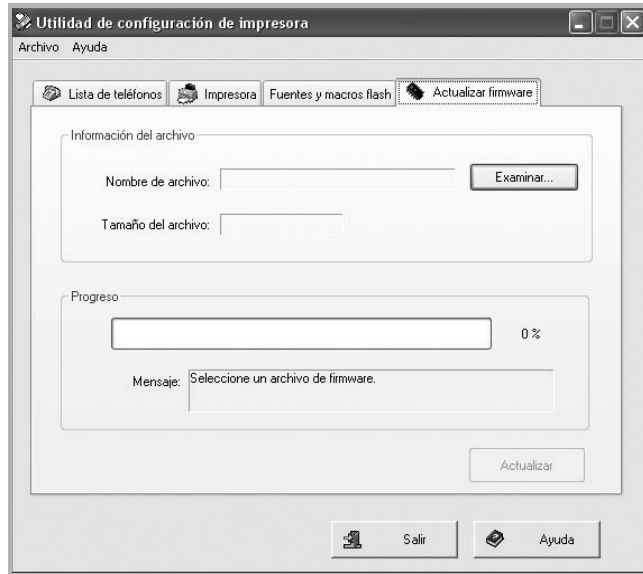 Utilidad de configuración de impresora
Archivo Ayuda
Lista de teléfonos Impresora Fuentes y macros flash Actualizar firmware
Información del archivo
Nombre de archivo: Examinar...
Tamaño del archivo:
Progreso
0 %
Mensaje: Seleccione un archivo de firmware.
Actualizar
Salir Ayuda